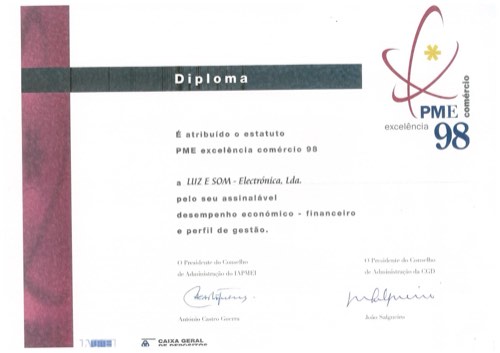 Diploma
PME
excelência
comércio
98
É atribuído o estatuto
PME excelência comércio 98
a LUZ E SOM - Electrónica, Lda.
pelo seu assinalável
desempenho económico - financeiro
e perfil de gestão.
O Presidente do Conselho
de Administração do IAPMEI
O Presidente do Conselho
de Administração da CGD
António Castro Guerra
João Salgueiro
CAIXA GERAL
DE DEPÓSITOS